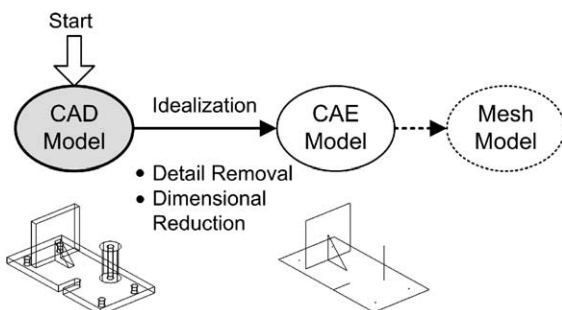 Start
CAD
Model
Idealization
• Detail Removal
• Dimensional
Reduction
CAE
Model
Mesh
Model